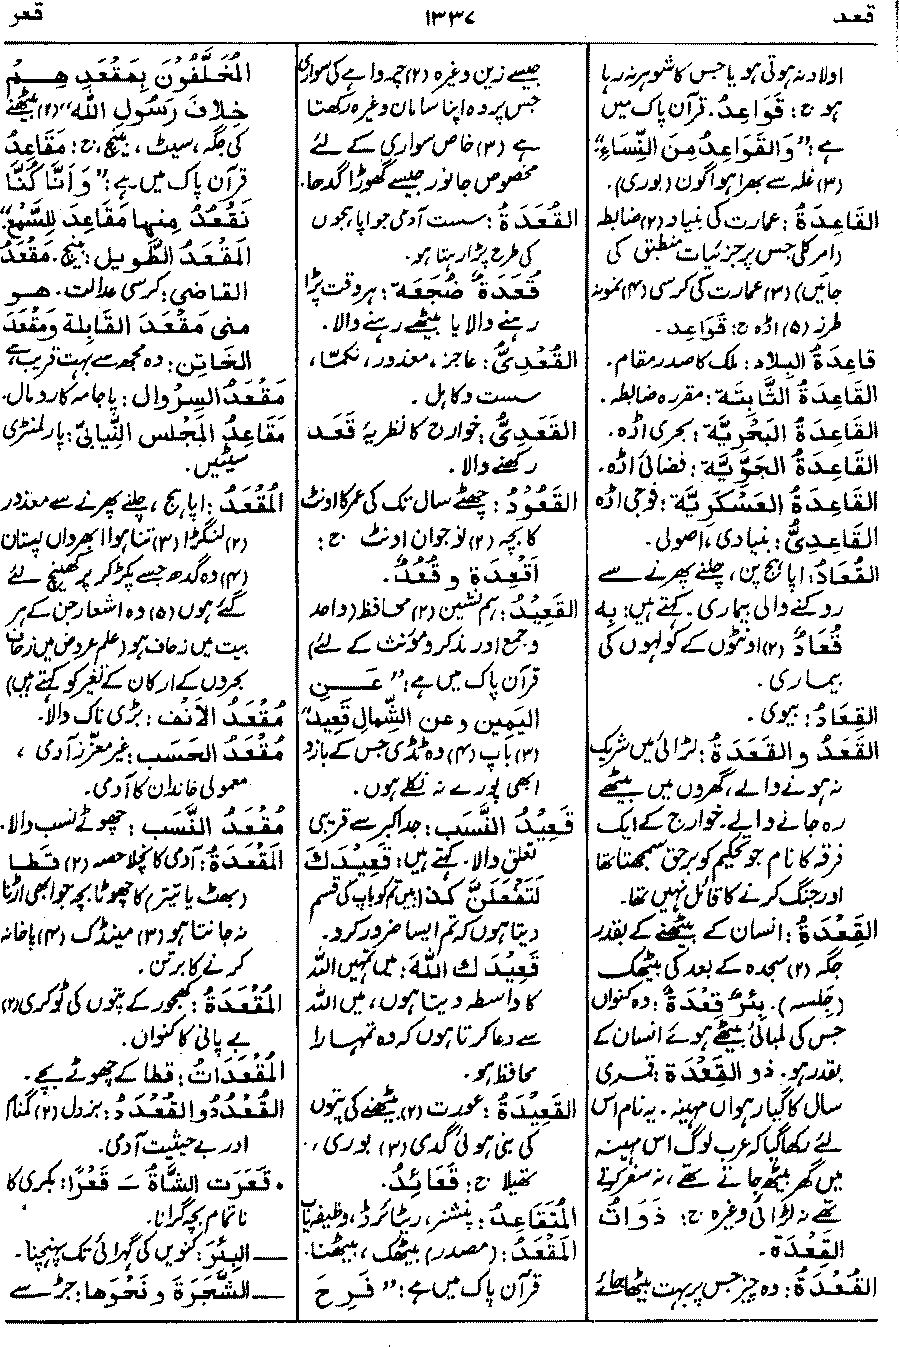 قعد
۱۳۳۷
قعر
اولاد نہ ہوتی ہو یا جس کا شوہر نہ رہا
ہو ج: قَوَاعِدُ. قرآن پاک میں
ہے: "وَالقَوَاعِدُ مِنَ النِّسَاءِ"
(۳) غلہ سے بھرا ہوا گون (بوری).
القَاعِدَةُ: عمارت کی بنیاد (۲) ضابطہ
(امر کلی جس پر جزئیات منطبق کی
جائیں) (۳) عمارت کی کرسی (۴) نمونہ
طرز (۵) اڈہ ج: قَوَاعِد.
قَاعِدَةُ البِلَاد: ملک کا صدر مقام.
القَاعِدَةُ الثَّابِتَة: مقررہ ضابطہ.
القَاعِدَةُ البَحْرِيَّة: بحری اڈہ.
القَاعِدَةُ الجَوِّيَّة: فضائی اڈہ.
القَاعِدَةُ العَسْكَرِيَّة: فوجی اڈہ
القَاعِدِيُّ: بنیادی، اصولی.
القُعَادُ: اپاہج پن، چلنے پھرنے سے
روکنے والی بیماری. کہتے ہیں: بِه
قُعَادٌ (۲) اونٹوں کے کولہوں کی
بیماری.
القِعَادُ: بیوی.
القَعَدُ و القَعَدَةُ: لڑائی میں شریک
نہ ہونے والے، گھروں میں بیٹھے
رہ جانے والے. خوارج کے ایک
فرقہ کا نام جو تحکیم کو برحق سمجھتا تھا
اور جنگ کرنے کا قائل نہیں تھا.
القَعْدَةُ: انسان کے بیٹھنے کے بقدر
جگہ (۲) سجدہ کے بعد کی بیٹھک
(جلسہ). بِئْرٌ قِعْدَةٌ: وہ کنواں
جس کی لمبائی بیٹھے ہوئے انسان کے
بقدر ہو. ذو القَعْدَة: قمری
سال کا گیارہواں مہینہ. یہ نام اس
لئے رکھا گیا کہ عرب لوگ اس مہینہ
میں گھر بیٹھ جاتے تھے، نہ سفر کرتے
تھے نہ لڑائی وغیرہ ج: ذَوَاتُ
القَعْدَة.
القُعْدَةُ: وہ چیز جس پر بہت بیٹھا جائے
جیسے زین وغیرہ (۲) چرواہے کی سواری
جس پر وہ اپنا سامان وغیرہ رکھتا
ہے (۳) خاص سواری کے لئے
مخصوص جانور جیسے گھوڑا گدھا.
القُعَدَةُ: سست آدمی جو اپاہجوں
کی طرح پڑا رہتا ہو.
قُعَدَةٌ ضُجَعَة: ہر وقت پڑا
رہنے والا یا بیٹھے رہنے والا.
القُعْدِيُّ: عاجز، معذور، نکمّا،
سست و کاہل.
القَعَدِيُّ: خوارج کا نظریۂ قَعَد
رکھنے والا.
القَعُوْدُ: چھٹے سال تک کی عمر کا اونٹ
کا بچہ (۲) نوجوان اونٹ ج:
اَقْعِدَة و قُعُدٌ.
القَعِيْدُ: ہم نشین (۲) محافظ (واحد
و جمع اور مذکر و مؤنث کے لئے)
قرآن پاک میں ہے: "عَنِ
اليَمِين وعَنِ الشِّمَالِ قَعِيدٌ"
(۳) باپ (۴) وہ ٹڈی جس کے بازو
ابھی پورے نہ نکلے ہوں.
قَعِيْدُ النَّسَب: جد اکبر سے قریبی
تعلق والا. کہتے ہیں: قَعِيْدَكَ
لَتَفْعَلَنَّ كَذا (میں تم کو باپ کی قسم
دیتا ہوں کہ تم ایسا ضرور کرو.
قَعِيْدَكَ اللهَ: میں تمہیں اللہ
کا واسطہ دیتا ہوں، میں اللہ
سے دعا کرتا ہوں کہ وہ تمہارا
محافظ ہو.
القَعِيْدَةُ: عورت (۲) بیٹھنے کی پتوں
کی بنی ہوئی گدی (۳) بوری،
تھیلا ج: قَعَائِدُ.
المُتَقَاعِدُ: پنشنر، ریٹائرڈ، وظیفہ یاب
المَقْعَدُ: (مصدر) بیٹھک، بیٹھنا.
قرآن پاک میں ہے: "فَرِحَ
المُخَلَّفُوْنَ بِمَقْعَدِهِمْ
خِلَافَ رَسُولِ اللهِ" (۲) بیٹھنے
کی جگہ، سیٹ، بینچ، ج: مَقَاعِدُ
قرآن پاک میں ہے: "وَاَنَّا كُنَّا
نَقْعُدُ مِنْهَا مَقَاعِدَ لِلسَّمْعِ"
المَقْعَدُ الطَّوِيل: بینچ. مَقْعَدُ
القَاضِي: کرسی عدالت. هـو
منى مَقْعَدَ القَابِلَة ومَقْعَدَ
الخَاتِن: وہ مجھ سے بہت قریب ہے
مَقْعَدُ السِّرْوَال: پاجامہ کا رومال.
مَقَاعِدُ المَجْلِس النِّيَابِيّ: پارلمنٹری
سیٹیں.
المُقْعَدُ: اپاہج، چلنے پھرنے سے معذور
(۲) لنگڑا (۳) تنا ہوا ابھرواں پستان
(۴) وہ گدھ جسے پکڑ کر پر کھینچ لئے
گئے ہوں (۵) وہ اشعار جن کے ہر
بیت میں زحاف ہو (علم عروض میں زحاف
بحروں کے ارکان کے تغیر کو کہتے ہیں)
مُقْعَدُ الاَنْف: بڑی ناک والا.
مُقْعَدُ الحَسَب: غیر معزز آدمی،
معمولی خاندان کا آدمی.
مُقْعَدُ النَّسَب: چھوٹے نسب والا.
المَقْعَدَةُ: آدمی کا نچلا حصہ (۲) قَطَا
(بھٹ یا تیتر) کا چھوٹا بچہ جو ابھی اڑنا
نہ جانتا ہو (۳) مینڈک (۴) پاخانہ
کرنے کا برتن.
المُقْعَدَةُ: کھجور کے پتوں کی ٹوکری (۲)
بے پانی کا کنواں.
المُقْعَدَاتُ: قطا کے چھوٹے بچے.
القُعْدُدُ والقُعْدَدُ: بزدل (۲) گمنام
اور بے حیثیت آدمی.
• قَعَرَت الشَّاةُ ــَـ قَعْرًا: بکری کا
ناتمام بچہ گرانا.
ــــ البِئْرَ: کنویں کی گہرائی تک پہنچنا.
ــــ الشَّجَرَةَ و نَحْوَهَا: جڑ سے